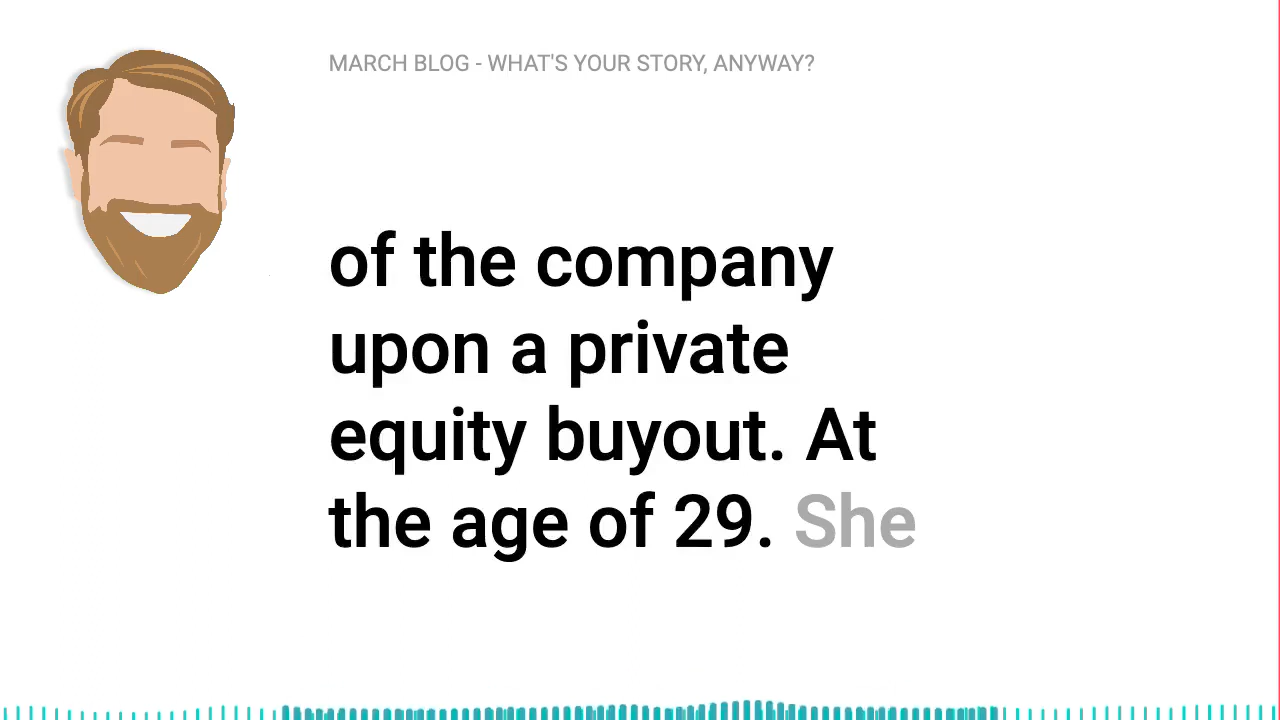 MARCH BLOG - WHAT'S YOUR STORY, ANYWAY?
of the company
upon a private
equity buyout. At
the age of 29. She